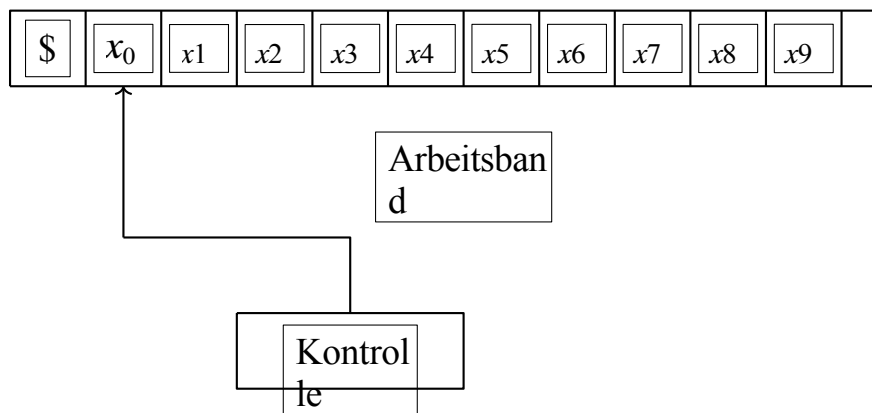 $ x₀ x1 x2 x3 x4 x5 x6 x7 x8 x9
Arbeitsban
d
Kontrol
le